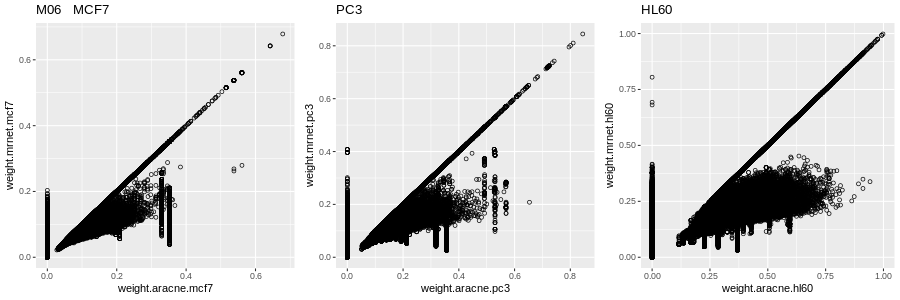 M06 MCF7
weight.mrnet.mcf7
0.6
0.4
0.2
0.0
0.0 0.2 0.4 0.6
weight.aracne.mcf7
PC3
weight.mrnet.pc3
0.8
0.6
0.4
0.2
0.0
0.0 0.2 0.4 0.6 0.8
weight.aracne.pc3
HL60
weight.mrnet.hl60
1.00
0.75
0.50
0.25
0.00
0.00 0.25 0.50 0.75 1.00
weight.aracne.hl60